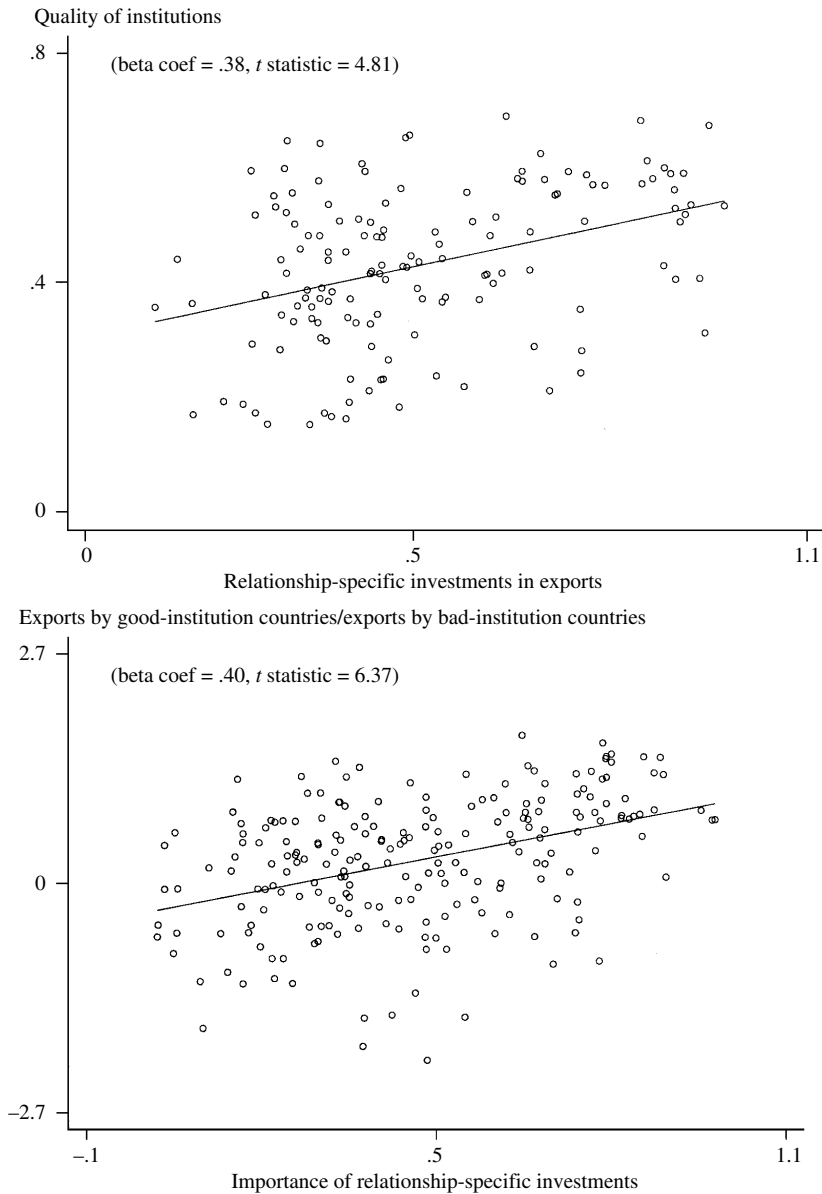 Quality of institutions
.8
(beta coef = .38, t statistic = 4.81)
.4
0
0 .5 1.1
Relationship-specific investments in exports
Exports by good-institution countries/exports by bad-institution countries
2.7
(beta coef = .40, t statistic = 6.37)
0
–2.7
–.1 .5 1.1
Importance of relationship-specific investments